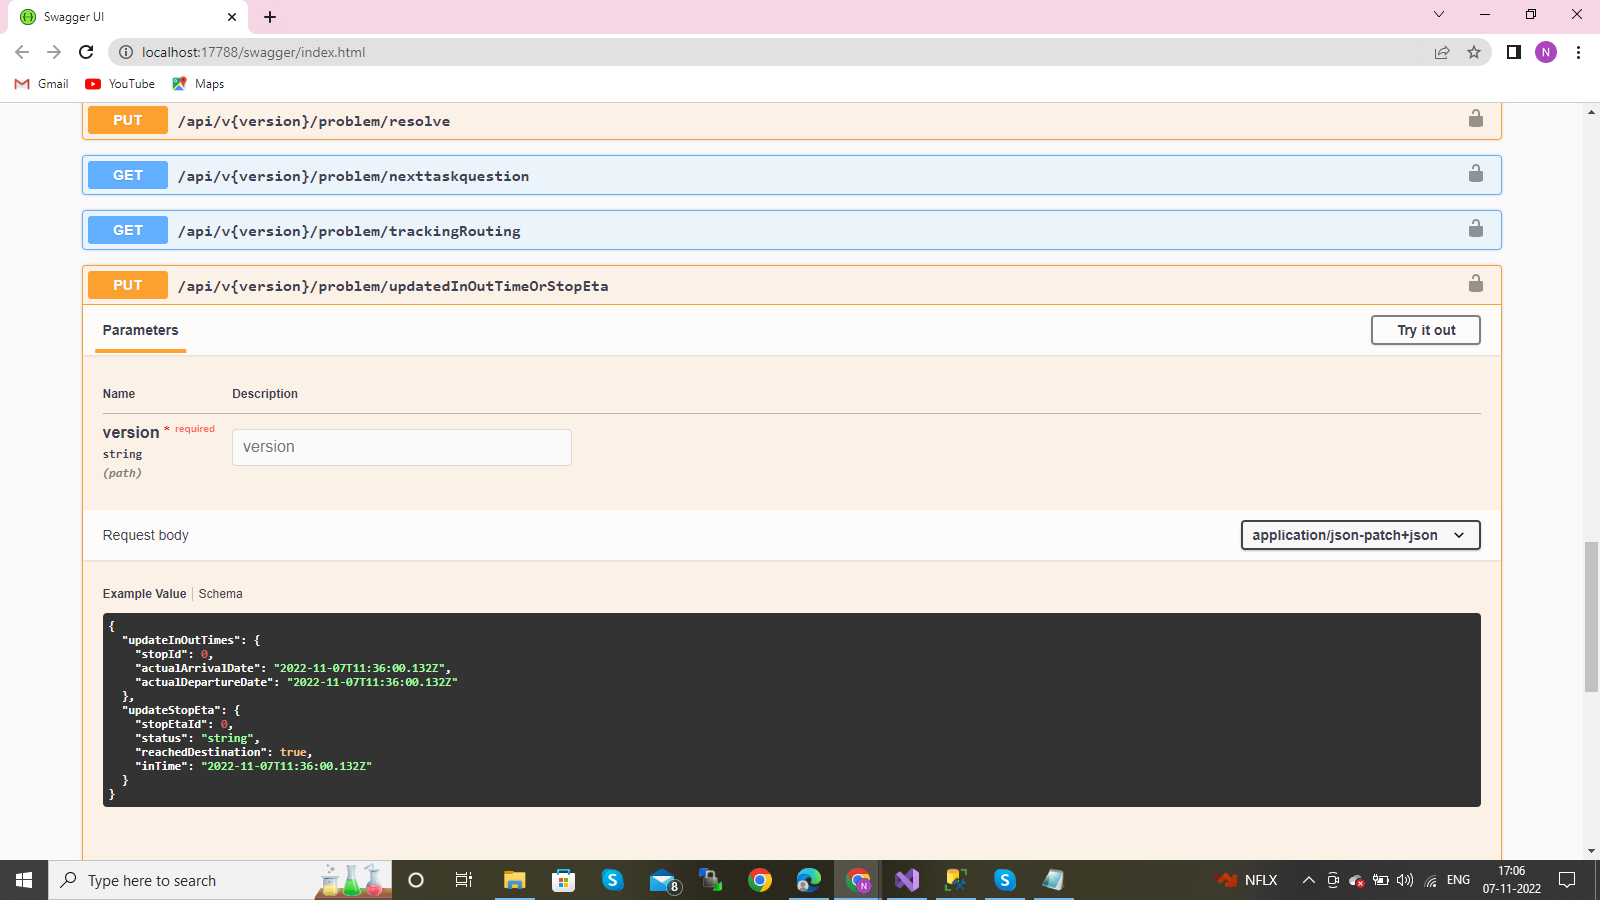 Swagger UI
localhost:17788/swagger/index.html
N
Gmail YouTube Maps
PUT /api/v{version}/problem/resolve
GET /api/v{version}/problem/nexttaskquestion
GET /api/v{version}/problem/trackingRouting
PUT /api/v{version}/problem/updatedInOutTimeOrStopEta
Parameters Try it out
Name Description
version * required version
string
(path)
Request body application/json-patch+json
Example Value Schema
{
"updateInOutTimes": {
"stopId": 0,
"actualArrivalDate": "2022-11-07T11:36:00.132Z",
"actualDepartureDate": "2022-11-07T11:36:00.132Z"
},
"updateStopEta": {
"stopEtaId": 0,
"status": "string",
"reachedDestination": true,
"inTime": "2022-11-07T11:36:00.132Z"
}
}
Type here to search 8 N NFLX ENG 17:06
07-11-2022